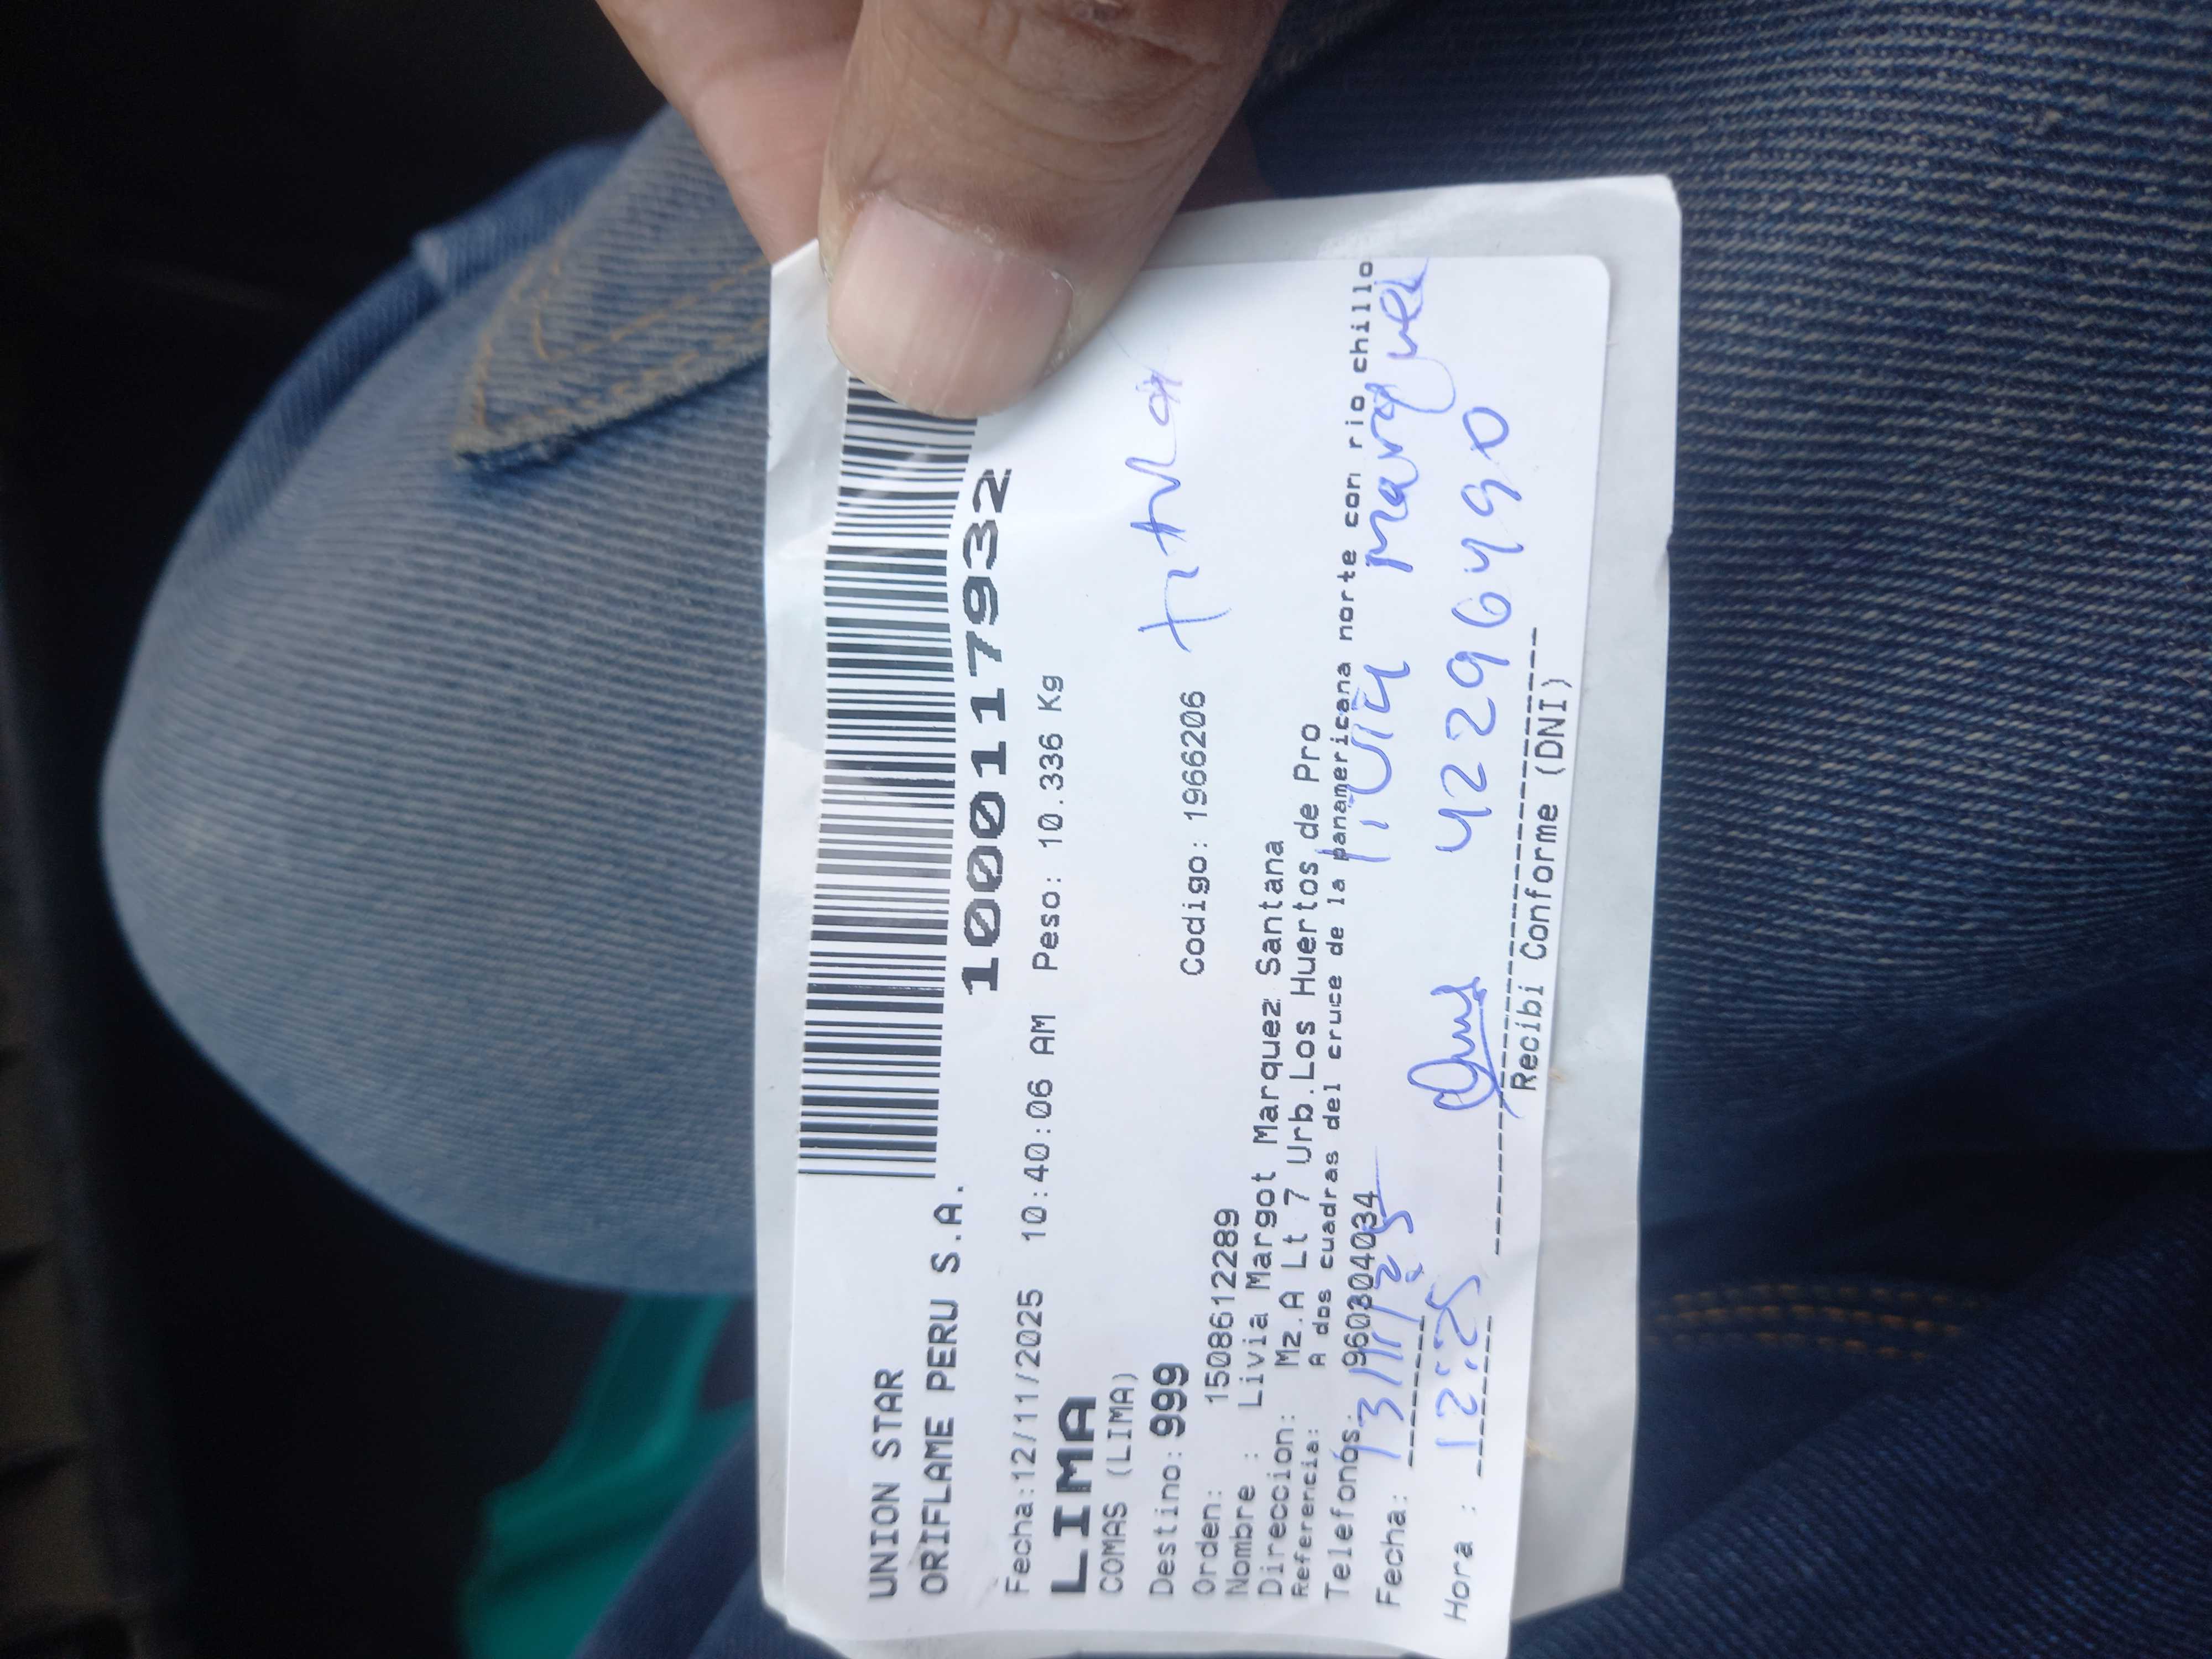 UNION STAR
ORIFLAME PERU S.A.
10001117932
Fecha:12/11/2025 10:40:06 AM Peso: 10.336 Kg
LIMA
COMAS (LIMA)
Destino: 999
titular
Orden: 1508612289 Codigo: 1966206
Nombre : Livia Margot Marquez Santana
Direccion: Mz.A Lt 7 Urb.Los Huertos de Pro
Referencia: A dos cuadras del cruce de la panamericana norte con rio chillo
Telefonos: 960304034
Livia Marquez
Fecha: 13/11/25
Hora : 12:25 42296490
Recibi Conforme (DNI)